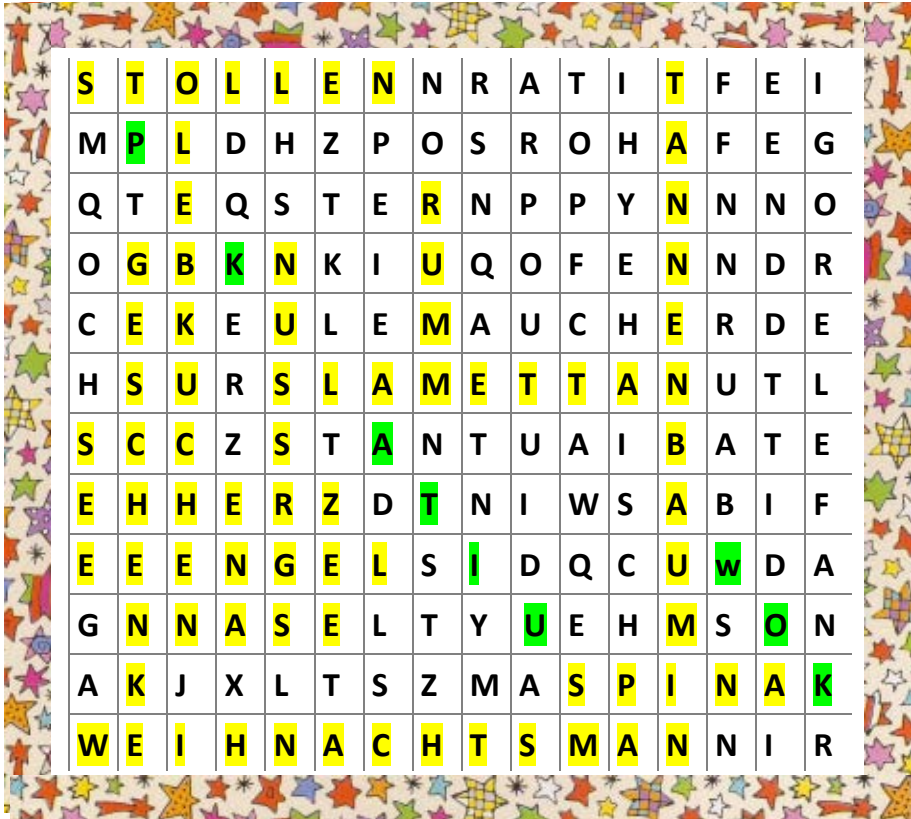 S T O L L E N N R A T I T F E I
M P L D H Z P O S R O H A F E G
Q T E Q S T E R N P P Y N N N O
O G B K N K I U Q O F E N N D R
C E K E U L E M A U C H E R D E
H S U R S L A M E T T A N U T L
S C C Z S T A N T U A I B A T E
E H H E R Z D T N I W S A B I F
E E E N G E L S I D Q C U w D A
G N N A S E L T Y U E H M S O N
A K J X L T S Z M A S P I N A K
W E I H N A C H T S M A N N I R